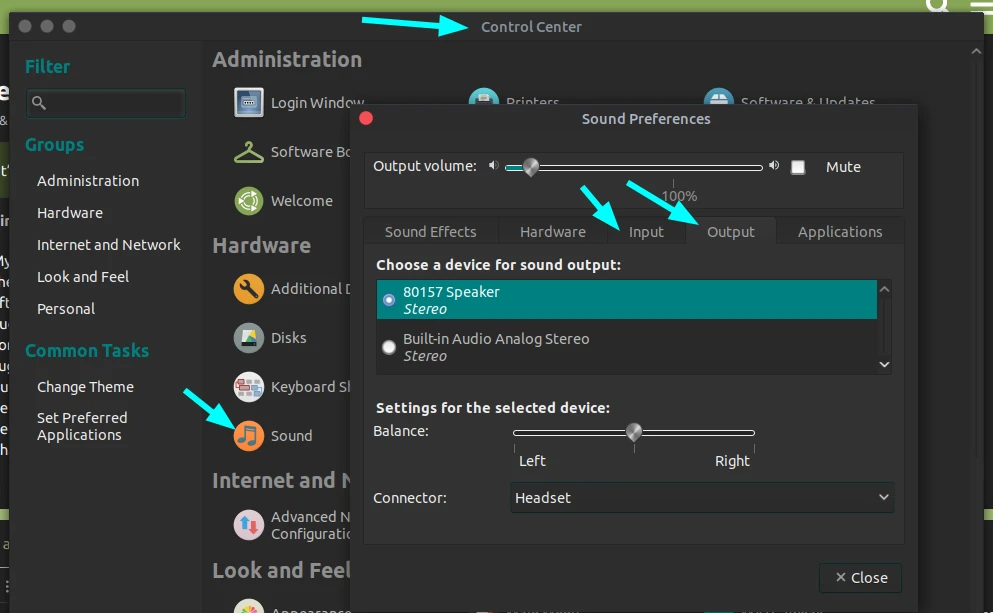 Control Center
Filter
Groups
Administration
Hardware
Internet and Network
Look and Feel
Personal
Common Tasks
Change Theme
Set Preferred
Applications
Administration
Login Window
Printers
Software & Updates
Welcome
Hardware
Additional
Disks
Keyboard
Sound
Internet and
Advanced
Look and Feel
Appearance
Sound Preferences
Output volume:
Mute
100%
Sound Effects
Hardware
Input
Output
Applications
Choose a device for sound output:
80157 Speaker
Stereo
Built-in Audio Analog Stereo
Stereo
Settings for the selected device:
Balance:
Left
Right
Connector:
Headset
Close